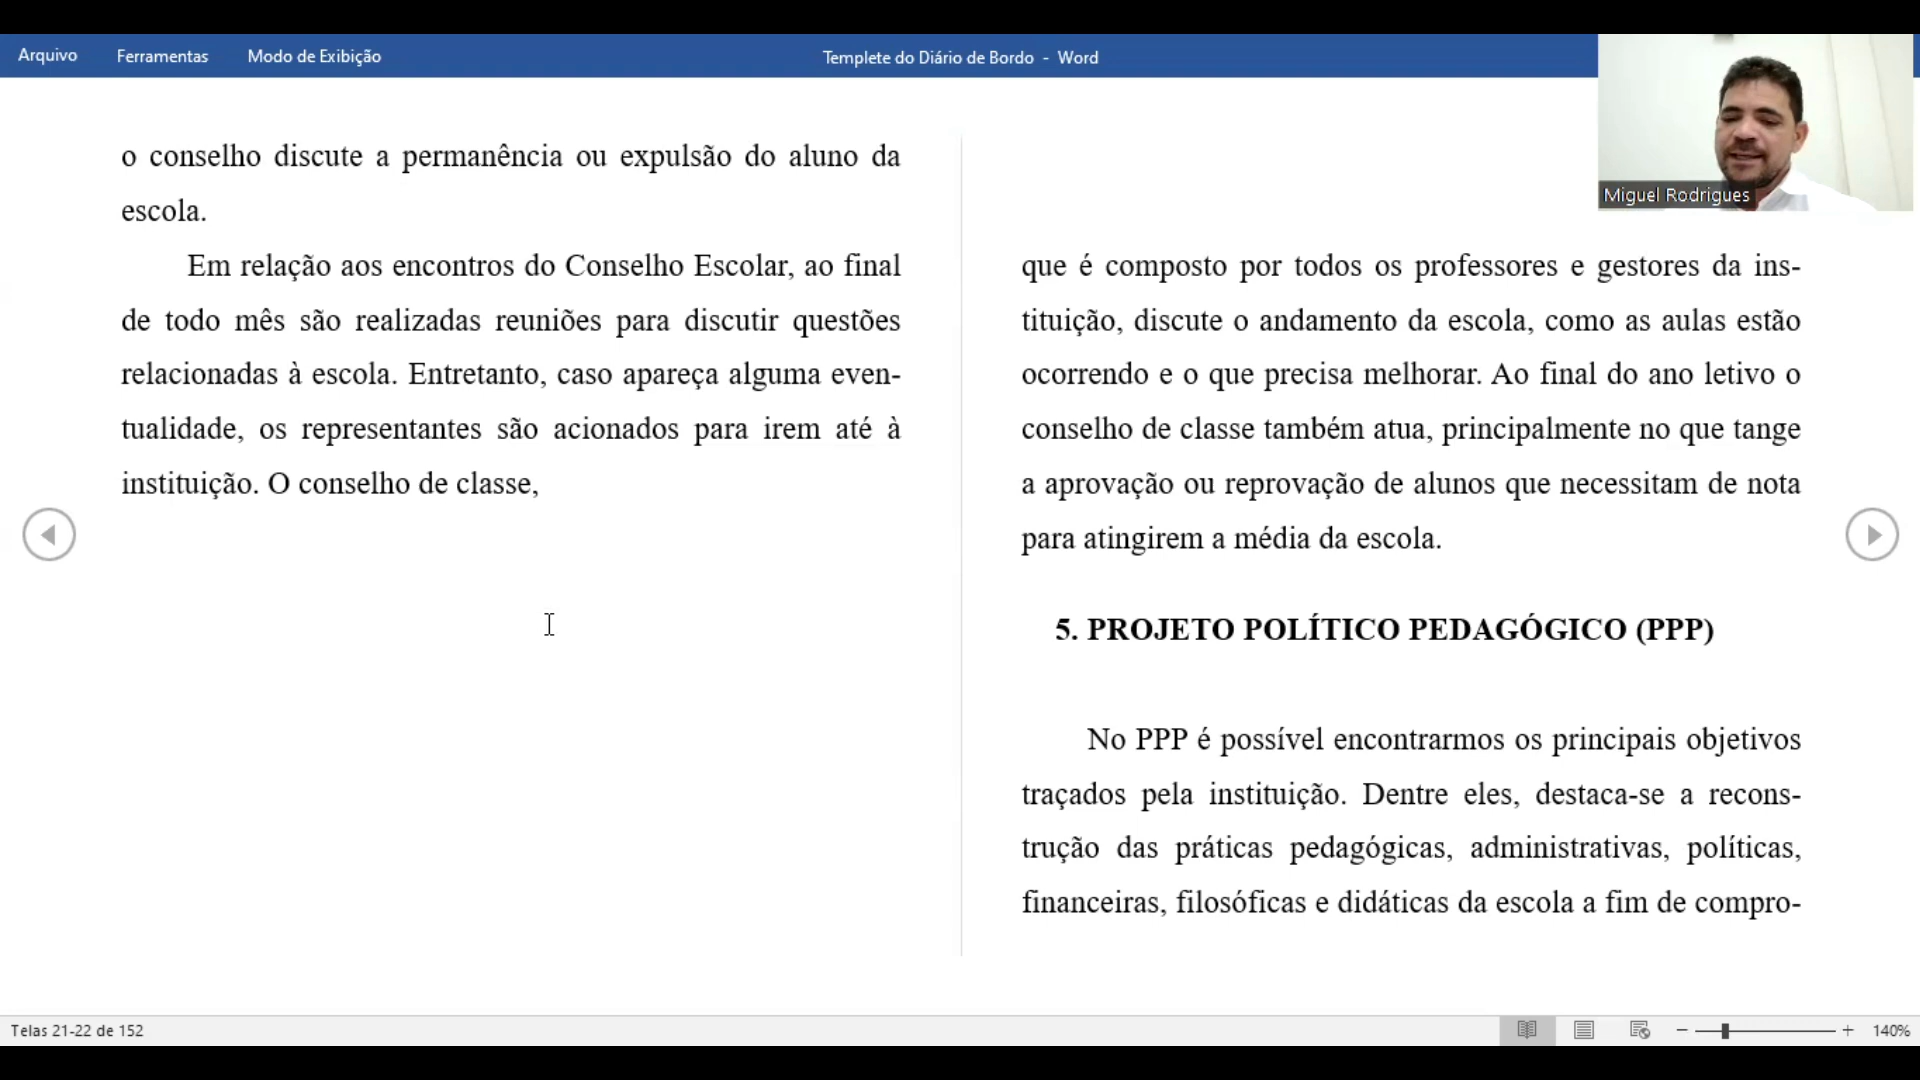 Arquivo Ferramentas Modo de Exibição Templete do Diário de Bordo - Word
Miguel Rodrigues
o conselho discute a permanência ou expulsão do aluno da
escola.
Em relação aos encontros do Conselho Escolar, ao final
de todo mês são realizadas reuniões para discutir questões
relacionadas à escola. Entretanto, caso apareça alguma even-
tualidade, os representantes são acionados para irem até à
instituição. O conselho de classe,
que é composto por todos os professores e gestores da ins-
tituição, discute o andamento da escola, como as aulas estão
ocorrendo e o que precisa melhorar. Ao final do ano letivo o
conselho de classe também atua, principalmente no que tange
a aprovação ou reprovação de alunos que necessitam de nota
para atingirem a média da escola.
5. PROJETO POLÍTICO PEDAGÓGICO (PPP)
No PPP é possível encontrarmos os principais objetivos
traçados pela instituição. Dentre eles, destaca-se a recons-
trução das práticas pedagógicas, administrativas, políticas,
financeiras, filosóficas e didáticas da escola a fim de compro-
Telas 21-22 de 152 140%